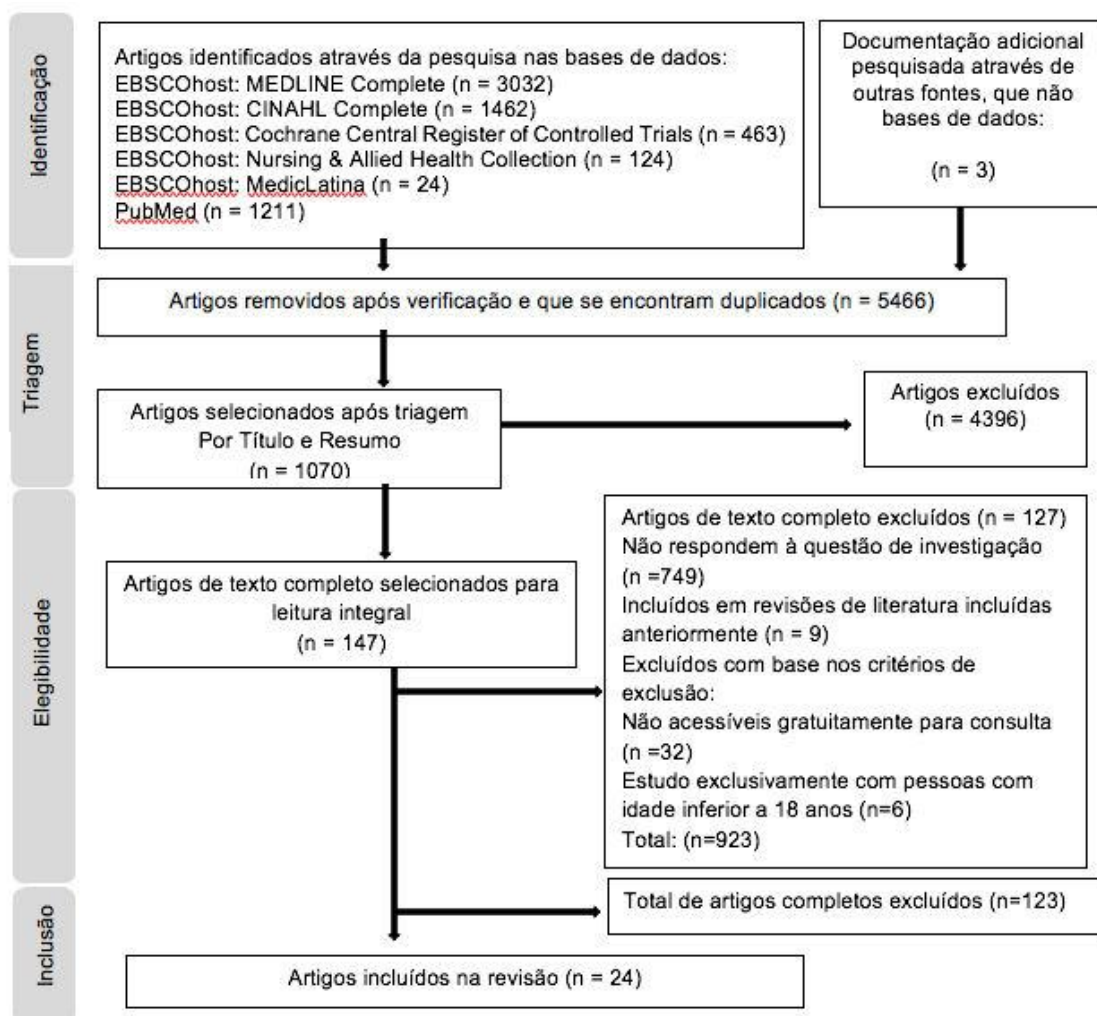 Identificação
Artigos identificados através da pesquisa nas bases de dados:
EBSCOhost: MEDLINE Complete (n = 3032)
EBSCOhost: CINAHL Complete (n = 1462)
EBSCOhost: Cochrane Central Register of Controlled Trials (n = 463)
EBSCOhost: Nursing & Allied Health Collection (n = 124)
EBSCOhost: MedicLatina (n = 24)
PubMed (n = 1211)
Documentação adicional
pesquisada através de
outras fontes, que não
bases de dados:
(n = 3)
Triagem
Artigos removidos após verificação e que se encontram duplicados (n = 5466)
Artigos selecionados após triagem
Por Título e Resumo
(n = 1070)
Artigos excluídos
(n = 4396)
Elegibilidade
Artigos de texto completo selecionados para
leitura integral
(n = 147)
Artigos de texto completo excluídos (n = 127)
Não respondem à questão de investigação
(n =749)
Incluídos em revisões de literatura incluídas
anteriormente (n = 9)
Excluídos com base nos critérios de
exclusão:
Não acessíveis gratuitamente para consulta
(n =32)
Estudo exclusivamente com pessoas com
idade inferior a 18 anos (n=6)
Total: (n=923)
Inclusão
Total de artigos completos excluídos (n=123)
Artigos incluídos na revisão (n = 24)